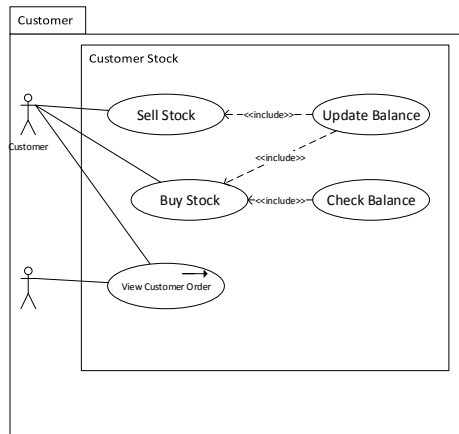 Customer
Customer Stock
Sell Stock
<<include>>
Update Balance
Customer
<<include>>
Buy Stock
<<include>>
Check Balance
View Customer Order